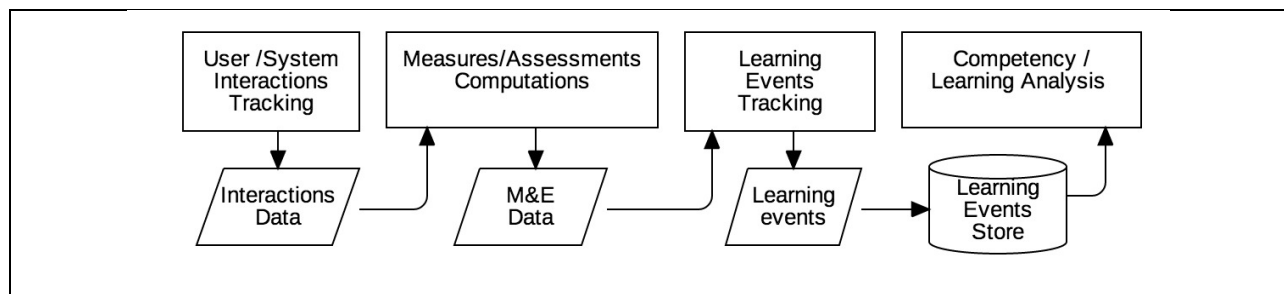 User /System
Interactions
Tracking
Measures/Assessments
Computations
Learning
Events
Tracking
Competency /
Learning Analysis
Interactions
Data
M&E
Data
Learning
events
Learning
Events
Store